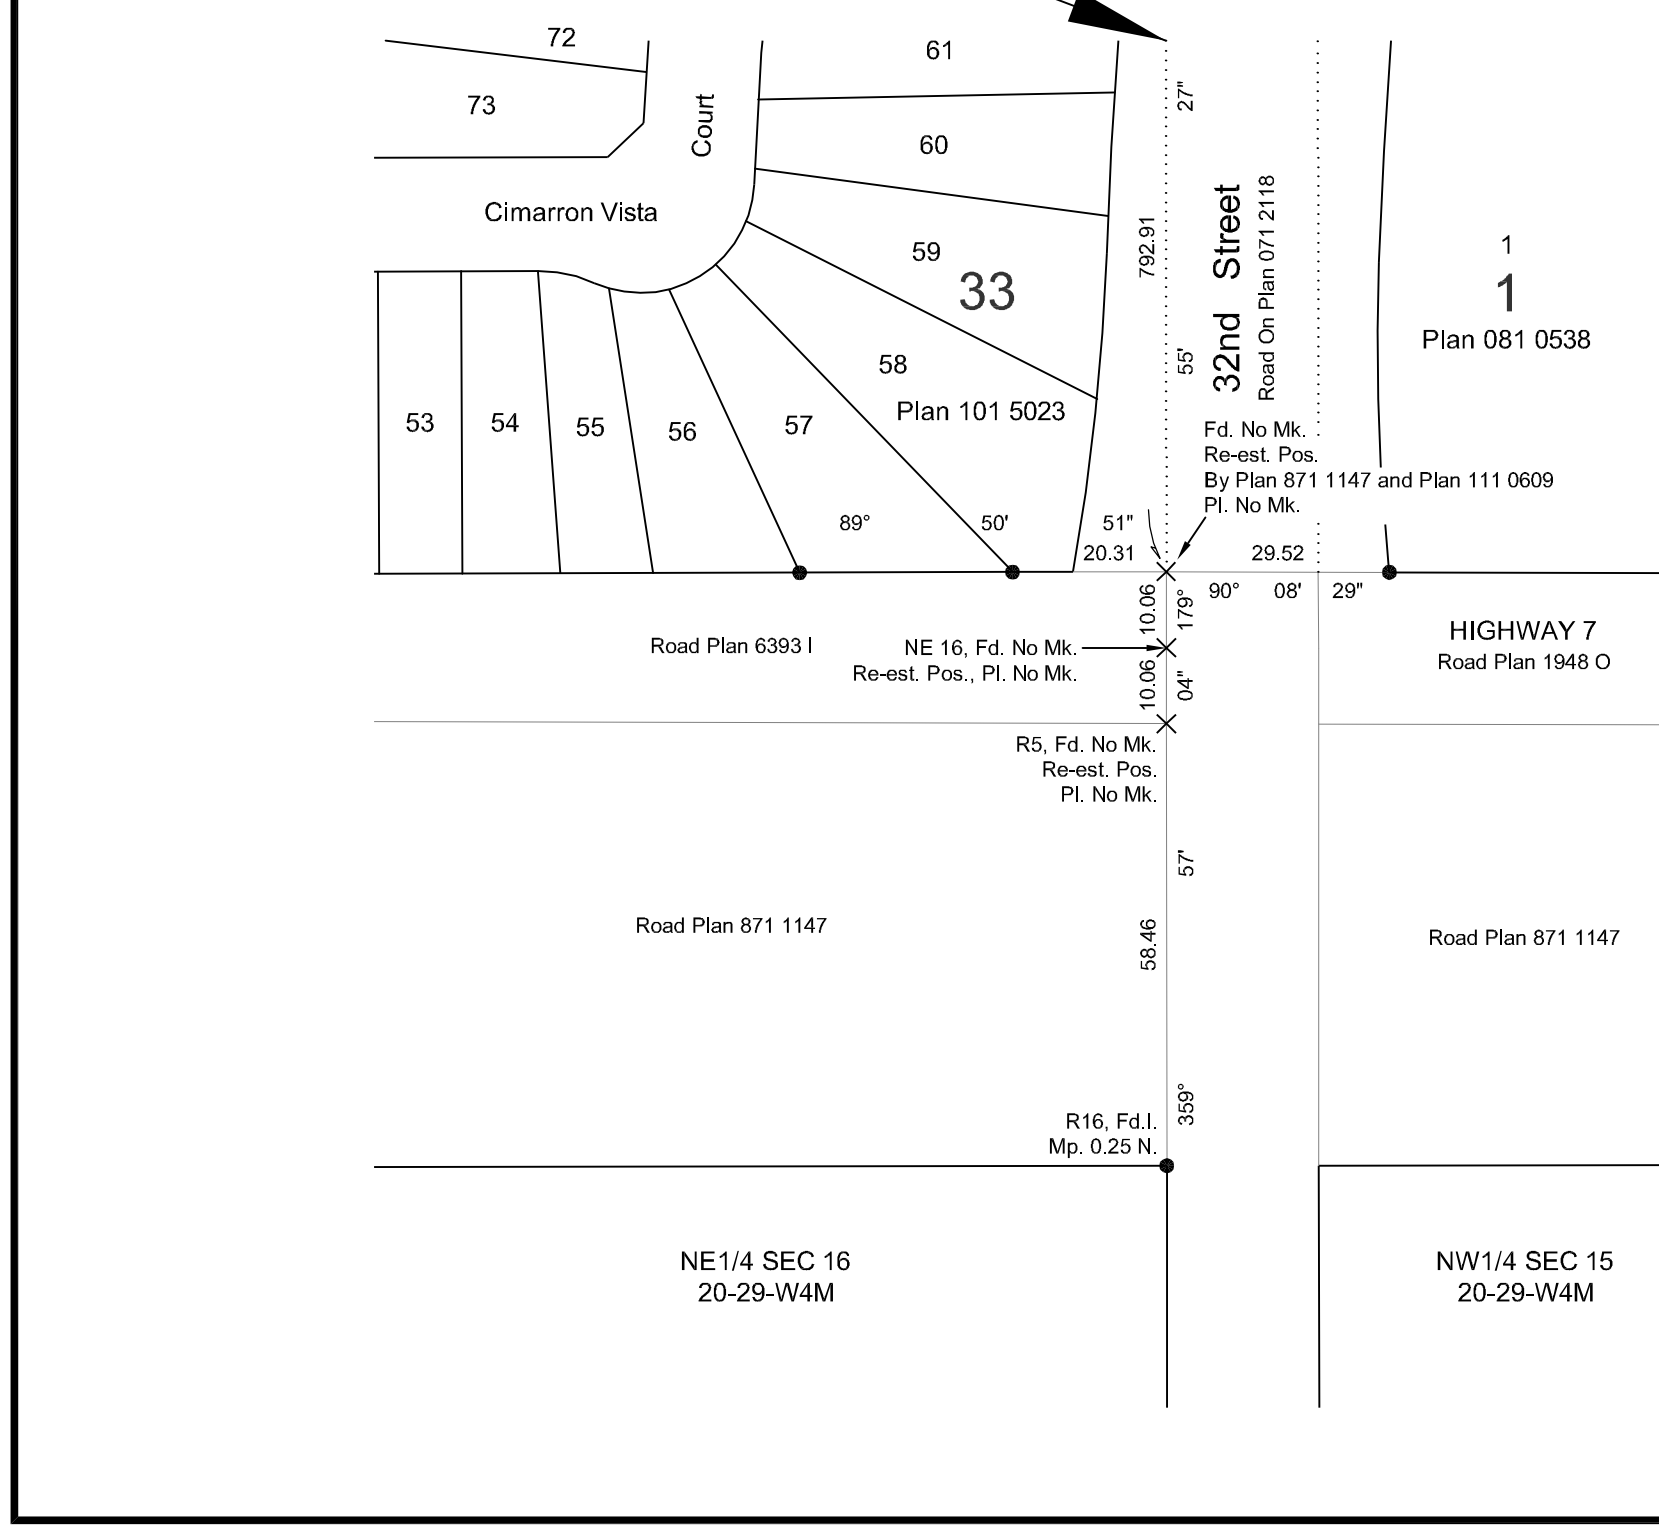 72
61
73
Court
60
27"
Cimarron Vista
59
33
792.91
32nd Street
Road On Plan 071 2118
1
1
Plan 081 0538
58
55'
Plan 101 5023
53
54
55
56
57
Fd. No Mk.
Re-est. Pos.
By Plan 871 1147 and Plan 111 0609
Pl. No Mk.
89°
50'
51"
20.31
29.52
90°
08'
29"
10.06
179°
Road Plan 6393 I
NE 16, Fd. No Mk.
Re-est. Pos., Pl. No Mk.
HIGHWAY 7
Road Plan 1948 O
10.06
04"
R5, Fd. No Mk.
Re-est. Pos.
Pl. No Mk.
57'
Road Plan 871 1147
58.46
Road Plan 871 1147
359°
R16, Fd.I.
Mp. 0.25 N.
NE1/4 SEC 16
20-29-W4M
NW1/4 SEC 15
20-29-W4M